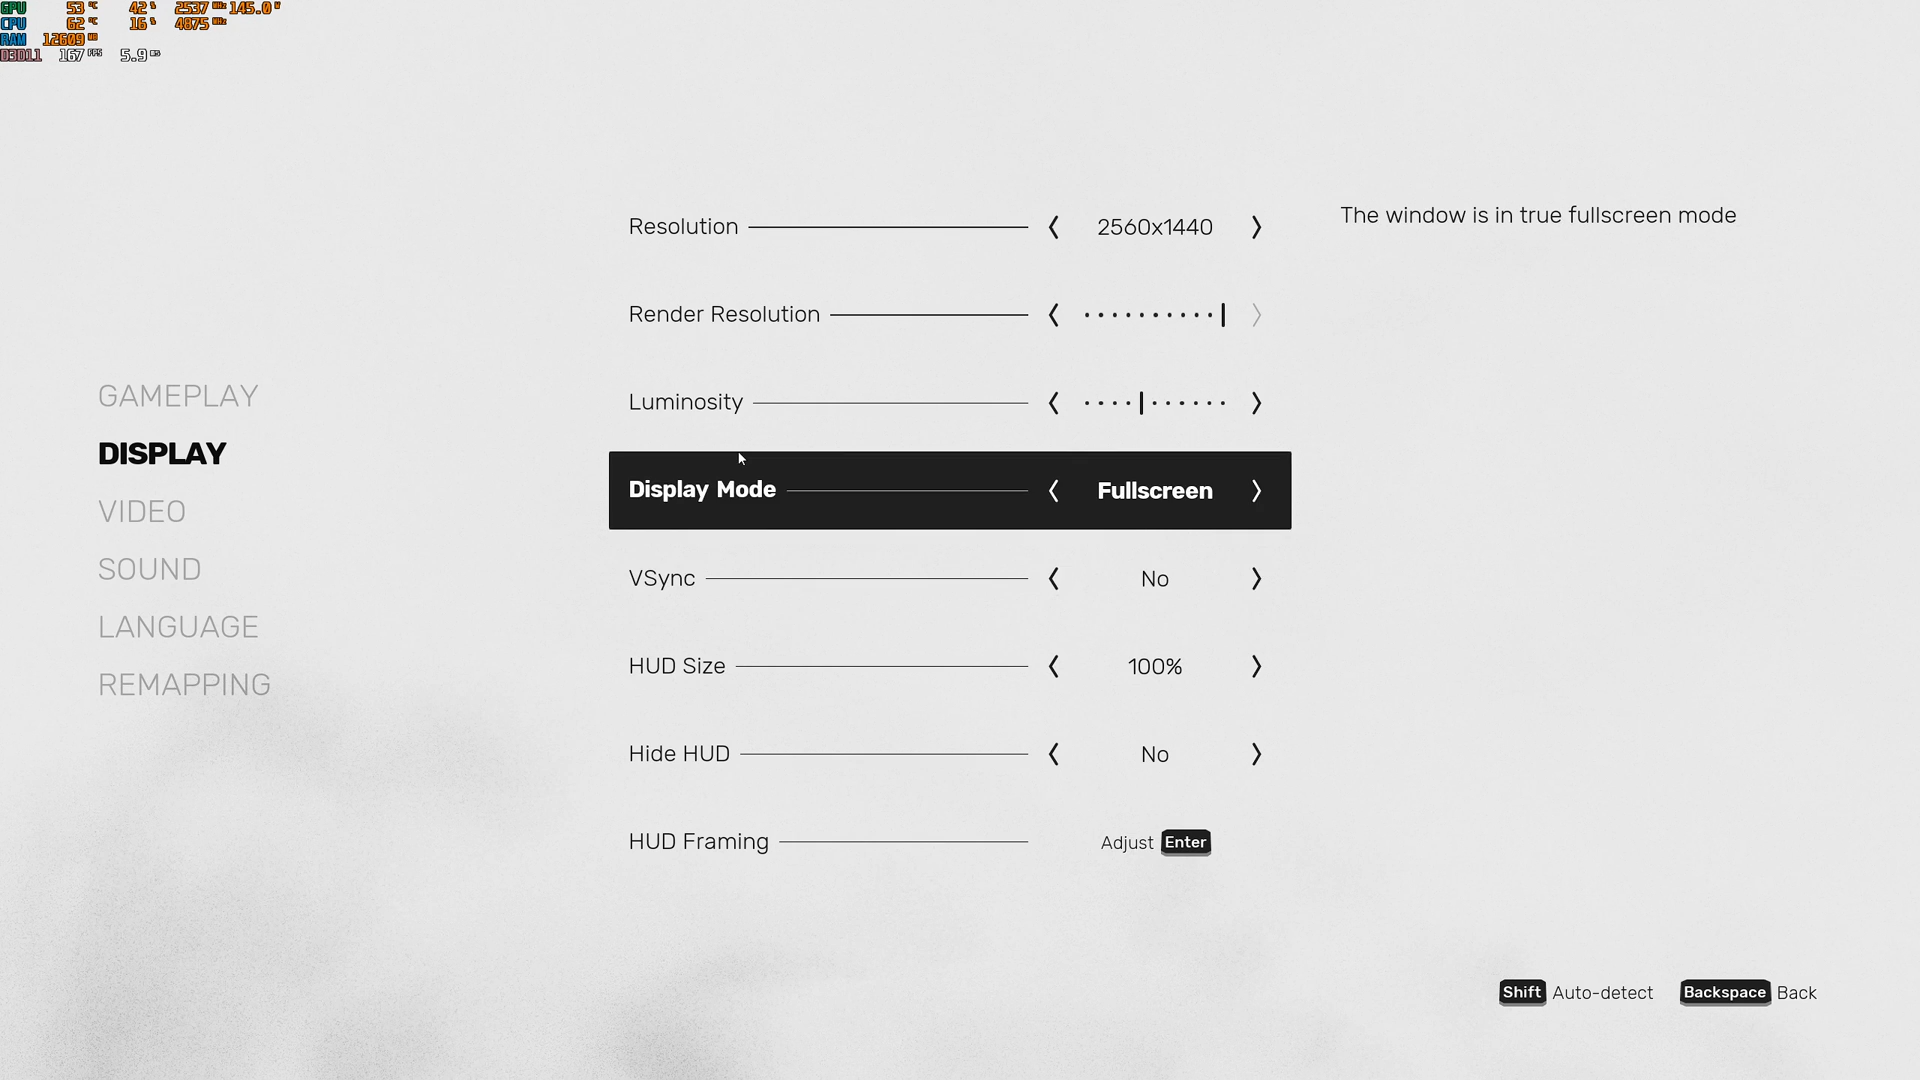 GPU 53 °C 42 % 2537 MHz 145.0 W
CPU 62 °C 16 % 4875 MHz
RAM 12609 MB
D3D11 167 FPS 5.9 ms
Resolution 2560x1440
The window is in true fullscreen mode
Render Resolution
Luminosity
Display Mode Fullscreen
VSync No
HUD Size 100%
Hide HUD No
HUD Framing Adjust Enter
GAMEPLAY
DISPLAY
VIDEO
SOUND
LANGUAGE
REMAPPING
Shift Auto-detect Backspace Back